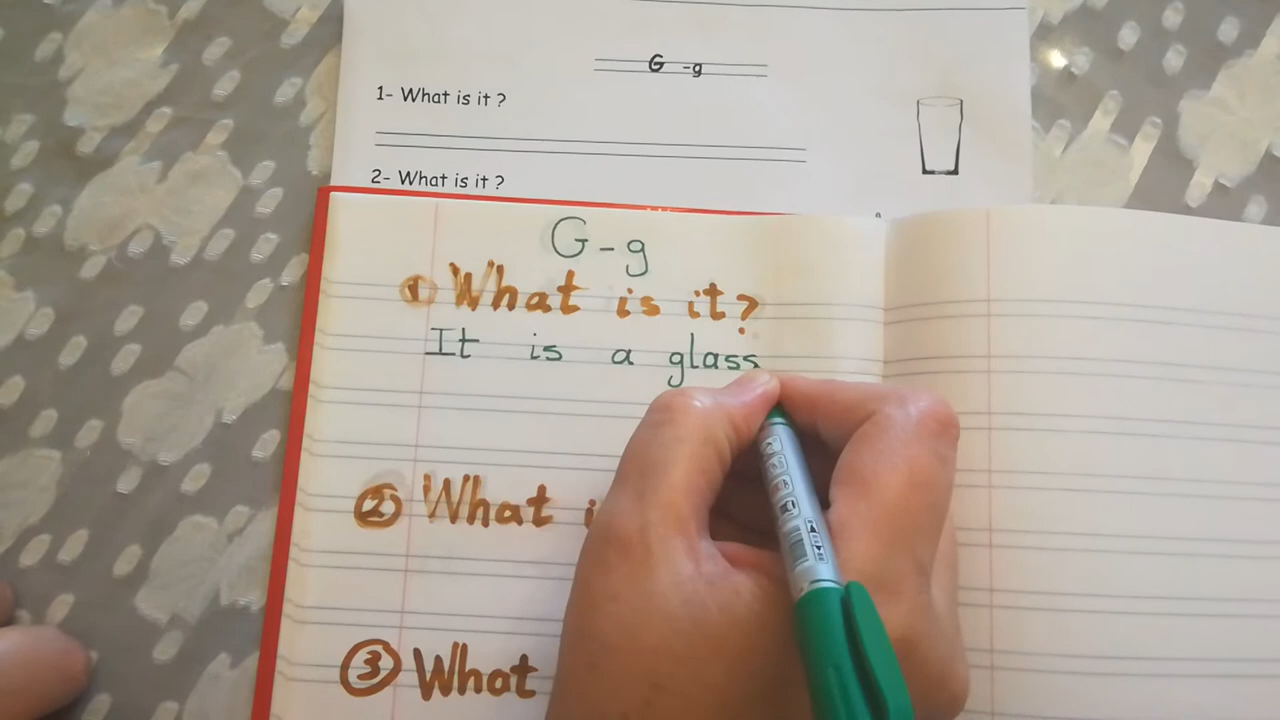 G -g
1- What is it ?
2- What is it ?
G-g
1 What is it?
It is a glass
2 What
3 What